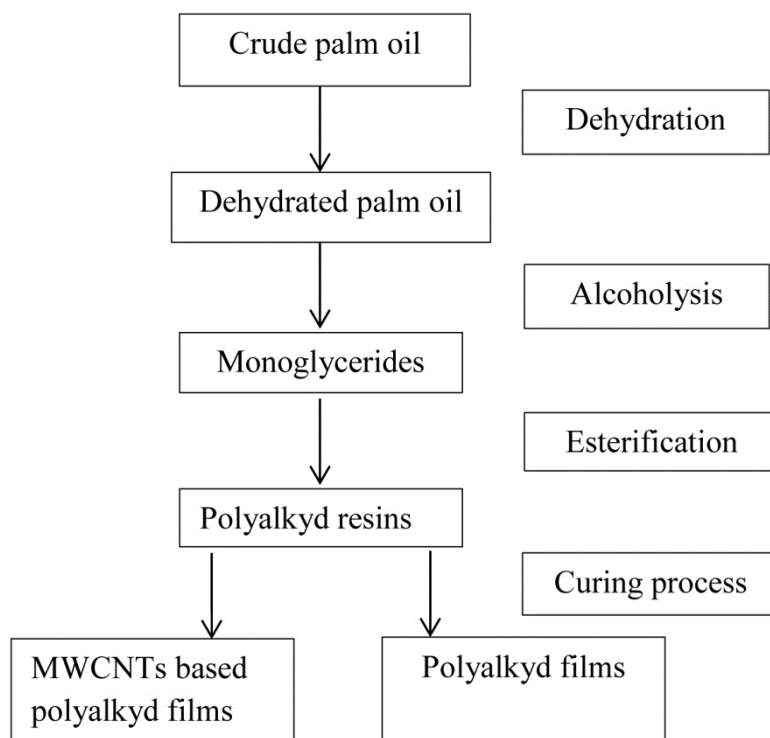 Crude palm oil
Dehydration
Dehydrated palm oil
Alcoholysis
Monoglycerides
Esterification
Polyalkyd resins
Curing process
MWCNTs based
polyalkyd films
Polyalkyd films